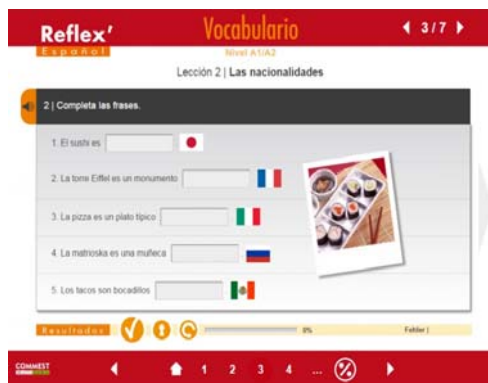 Reflex’
Español
Vocabulario
Nivel A1/A2
3/7
Lección 2 | Las nacionalidades
2 | Completa las frases.
1. El sushi es
2. La torre Eiffel es un monumento
3. La pizza es un plato típico
4. La matrioska es una muñeca
5. Los tacos son bocadillos
Resultados
0%
Fehler |
COMMEST
1 2 3 4 ... %